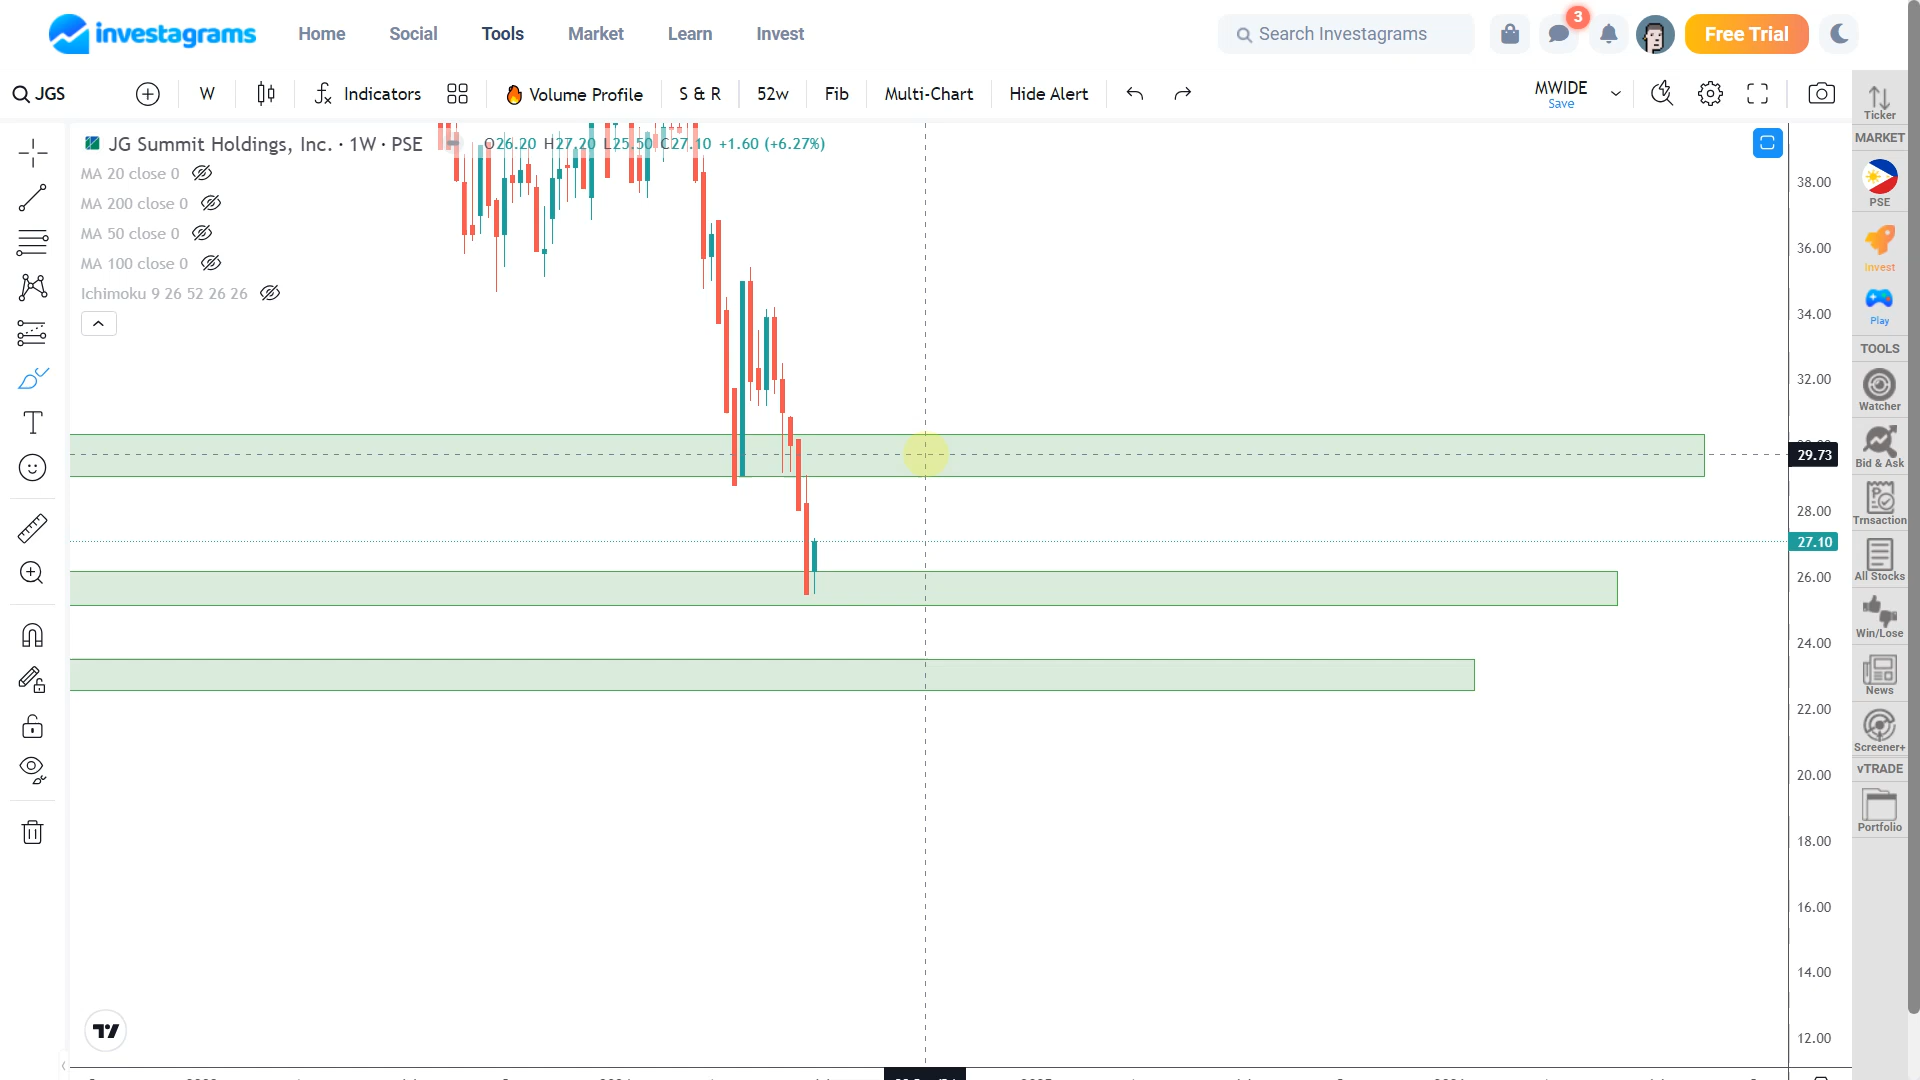 investagrams
Home Social Tools Market Learn Invest
Search Investagrams
3
Free Trial
JGS
W
Indicators
Volume Profile
S & R
52w
Fib
Multi-Chart
Hide Alert
MWIDE
Save
JG Summit Holdings, Inc. · 1W · PSE
O26.20 H27.20 L25.50 C27.10 +1.60 (+6.27%)
MA 20 close 0
MA 200 close 0
MA 50 close 0
MA 100 close 0
Ichimoku 9 26 52 26 26
38.00
36.00
34.00
32.00
29.73
28.00
27.10
26.00
24.00
22.00
20.00
18.00
16.00
14.00
12.00
Ticker
MARKET
PSE
Invest
Play
TOOLS
Watcher
Bid & Ask
Trnsaction
All Stocks
Win/Lose
News
Screener+
vTRADE
Portfolio